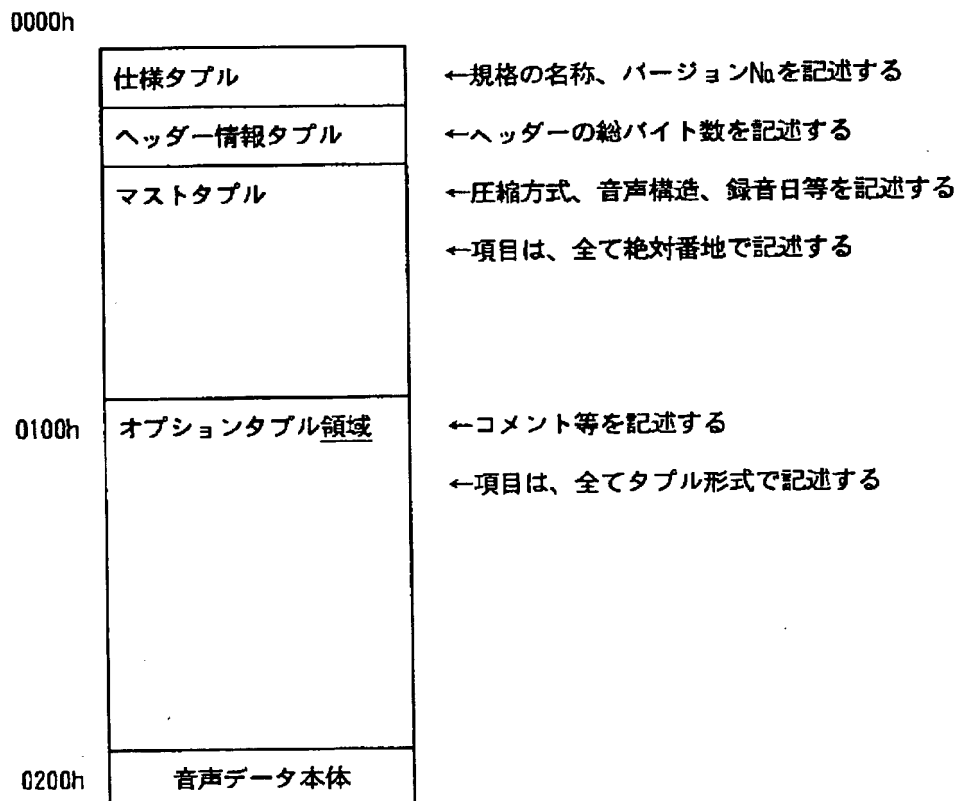 0000h
仕様タプル ←規格の名称、バージョン№を記述する
ヘッダー情報タプル ←ヘッダーの総バイト数を記述する
マストタプル ←圧縮方式、音声構造、録音日等を記述する
←項目は、全て絶対番地で記述する
0100h オプションタプル領域 ←コメント等を記述する
←項目は、全てタプル形式で記述する
0200h 音声データ本体